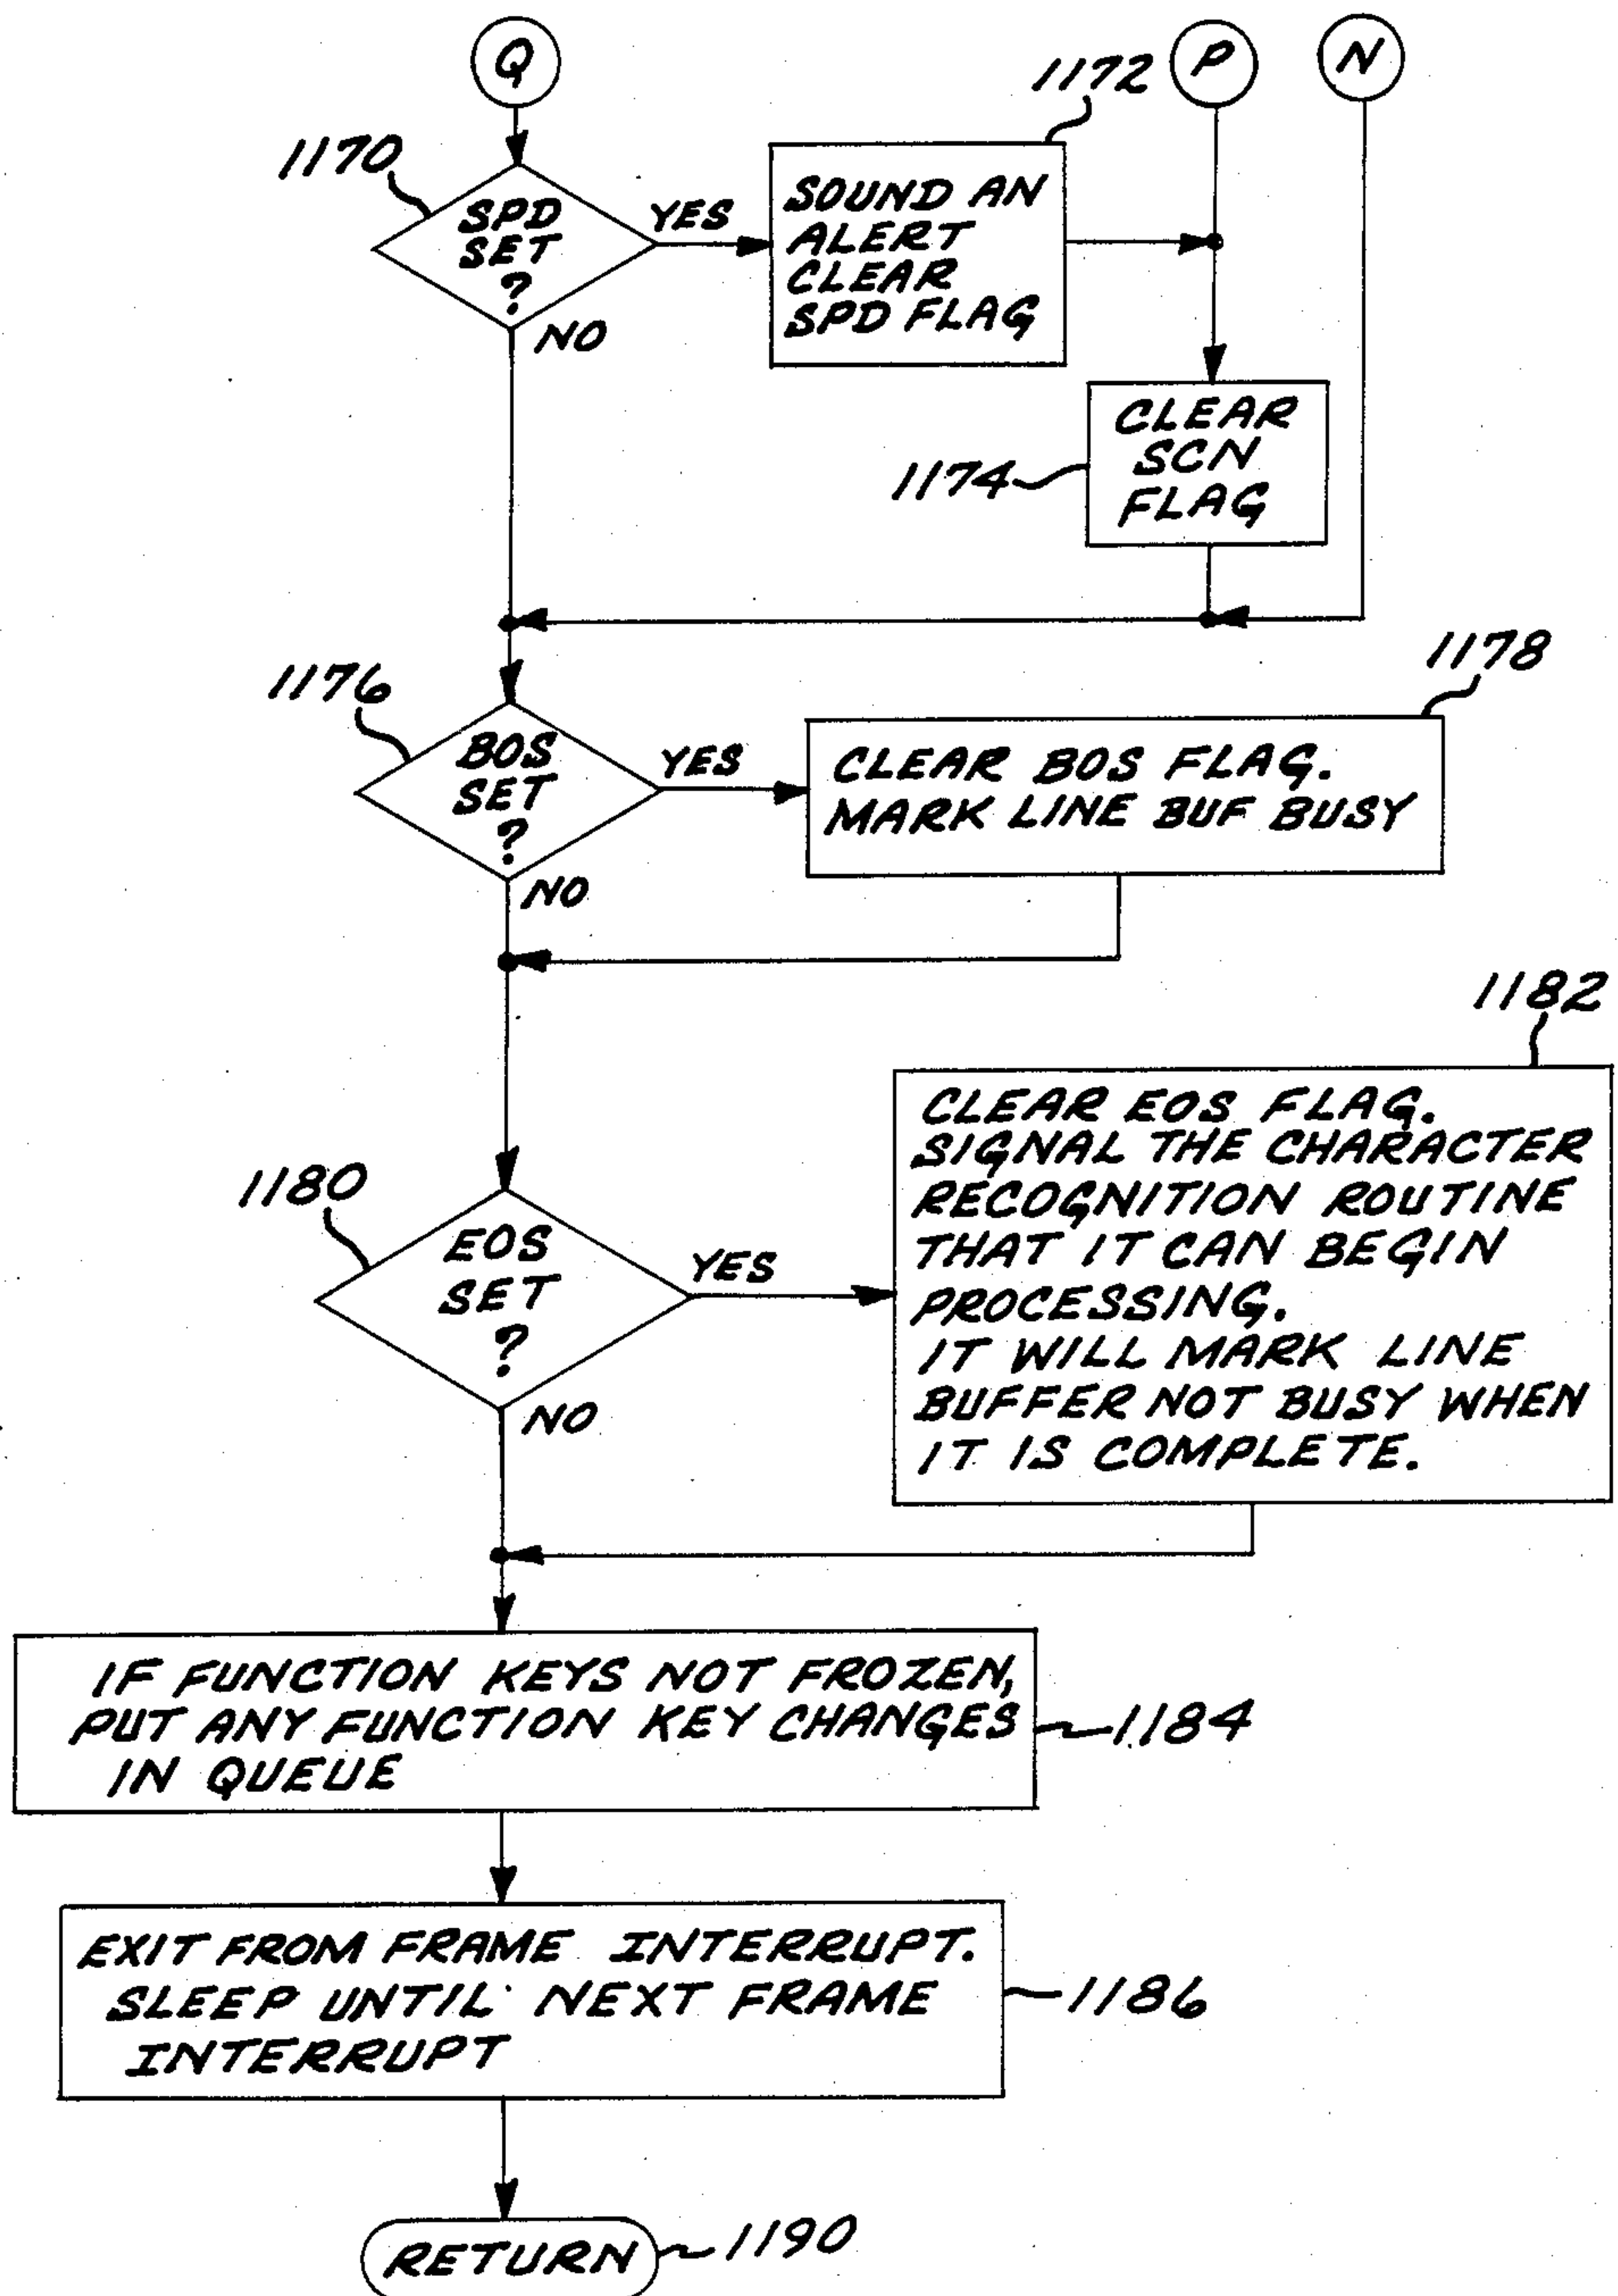 Q
P
N
1170
SPD
SET
?
YES
NO
1172
SOUND AN
ALERT
CLEAR
SPD FLAG
1174
CLEAR
SCN
FLAG
1176
BOS
SET
?
YES
NO
1178
CLEAR BOS FLAG.
MARK LINE BUF BUSY
1180
EOS
SET
?
YES
NO
1182
CLEAR EOS FLAG.
SIGNAL THE CHARACTER
RECOGNITION ROUTINE
THAT IT CAN BEGIN
PROCESSING.
IT WILL MARK LINE
BUFFER NOT BUSY WHEN
IT IS COMPLETE.
IF FUNCTION KEYS NOT FROZEN,
PUT ANY FUNCTION KEY CHANGES
IN QUEUE
1184
EXIT FROM FRAME INTERRUPT.
SLEEP UNTIL NEXT FRAME
INTERRUPT
1186
RETURN
1190